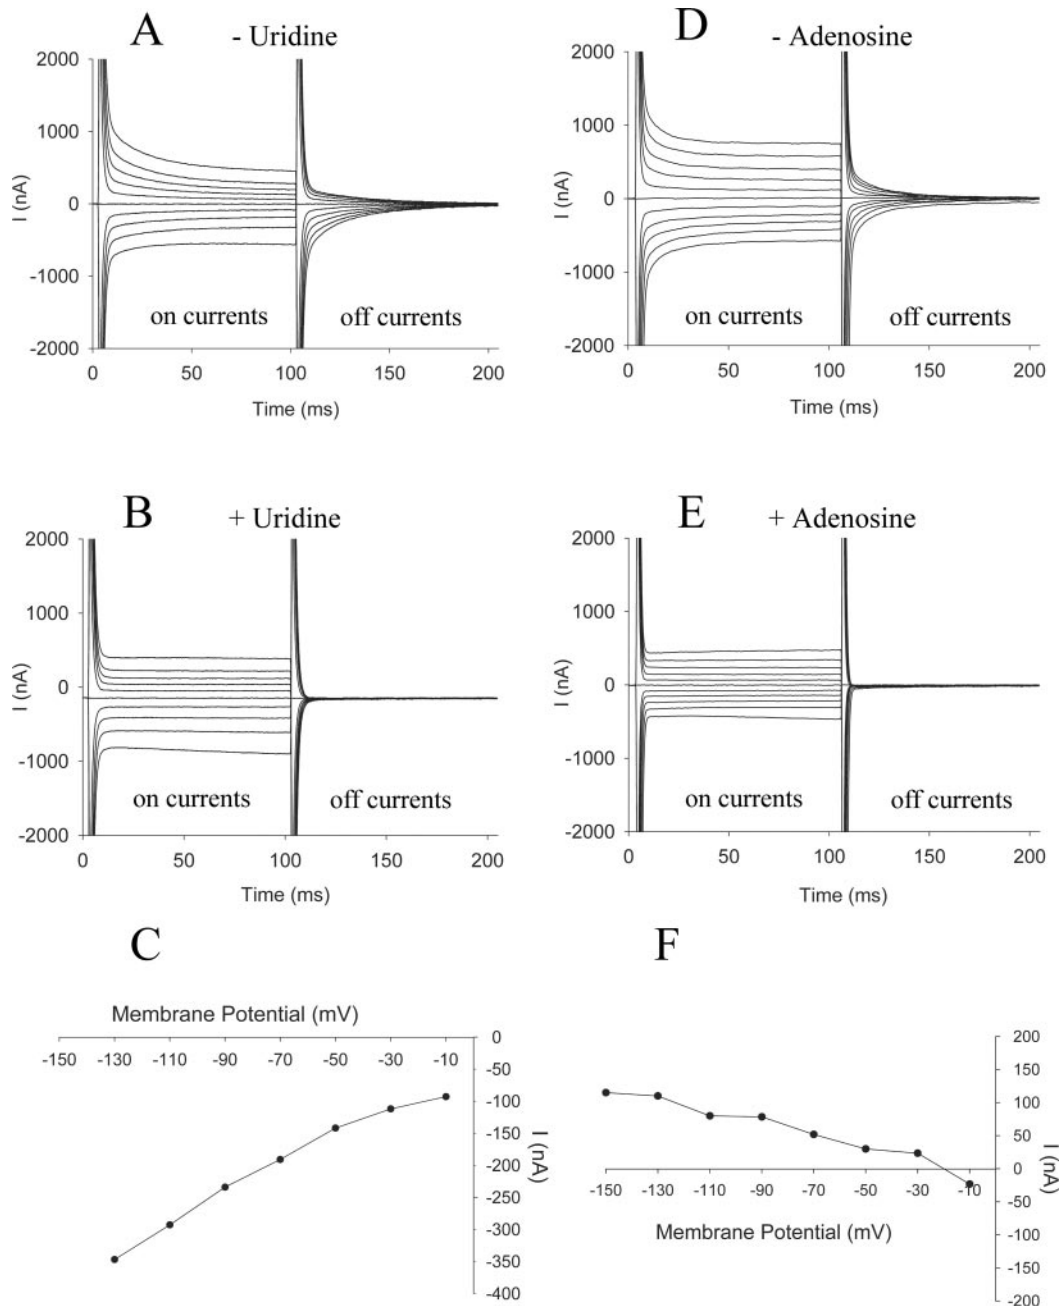 A
- Uridine
2000
1000
0
-1000
-2000
I (nA)
on currents
off currents
0 50 100 150 200
Time (ms)
D
- Adenosine
2000
1000
0
-1000
-2000
I (nA)
on currents
off currents
0 50 100 150 200
Time (ms)
B
+ Uridine
2000
1000
0
-1000
-2000
I (nA)
on currents
off currents
0 50 100 150 200
Time (ms)
E
+ Adenosine
2000
1000
0
-1000
-2000
I (nA)
on currents
off currents
0 50 100 150 200
Time (ms)
C
Membrane Potential (mV)
-150 -130 -110 -90 -70 -50 -30 -10
0
-50
-100
-150
-200
-250
-300
-350
-400
I (nA)
F
200
150
100
50
0
-50
-100
-150
-200
I (nA)
-150 -130 -110 -90 -70 -50 -30 -10
Membrane Potential (mV)